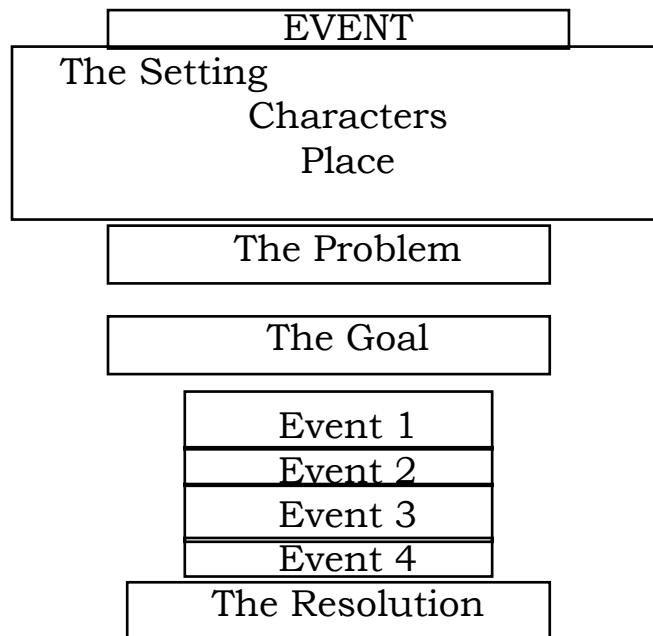 EVENT
The Setting
Characters
Place
The Problem
The Goal
Event 1
Event 2
Event 3
Event 4
The Resolution